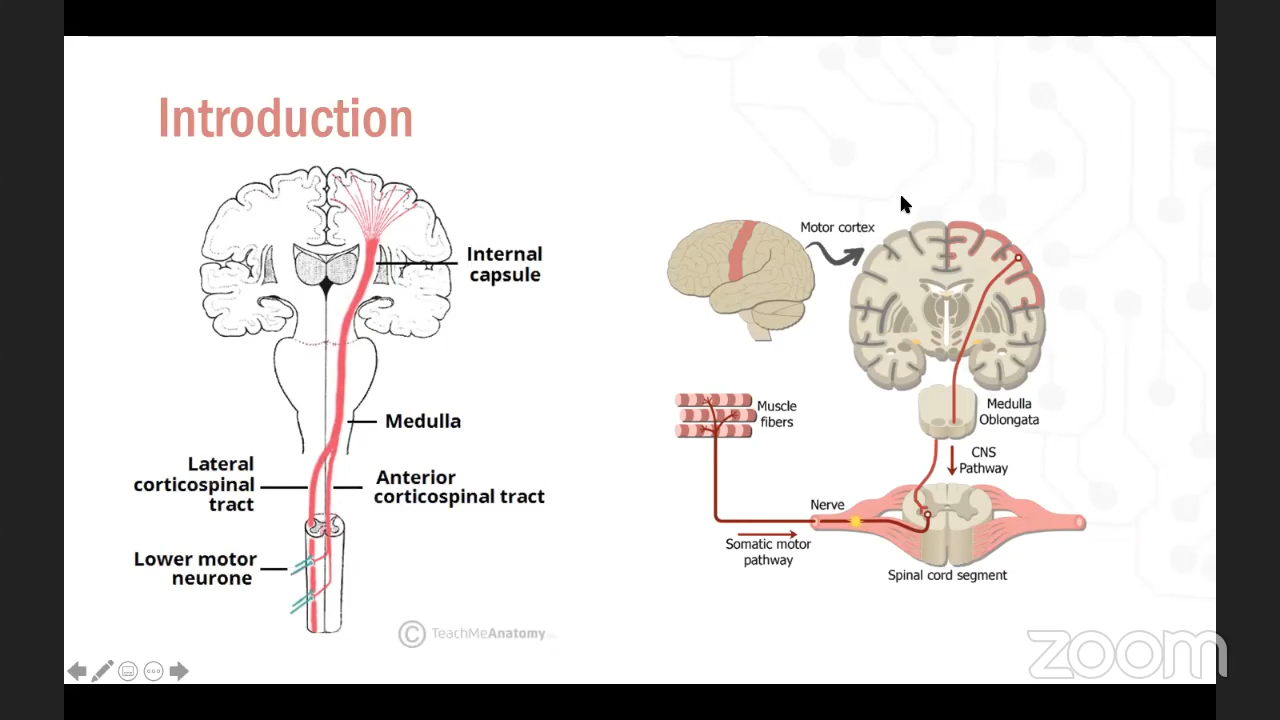 Introduction
Internal
capsule
Medulla
Lateral
corticospinal
tract
Anterior
corticospinal tract
Lower motor
neurone
© TeachMeAnatomy
Motor cortex
Muscle
fibers
Medulla
Oblongata
CNS
Pathway
Nerve
Somatic motor
pathway
Spinal cord segment
zoom